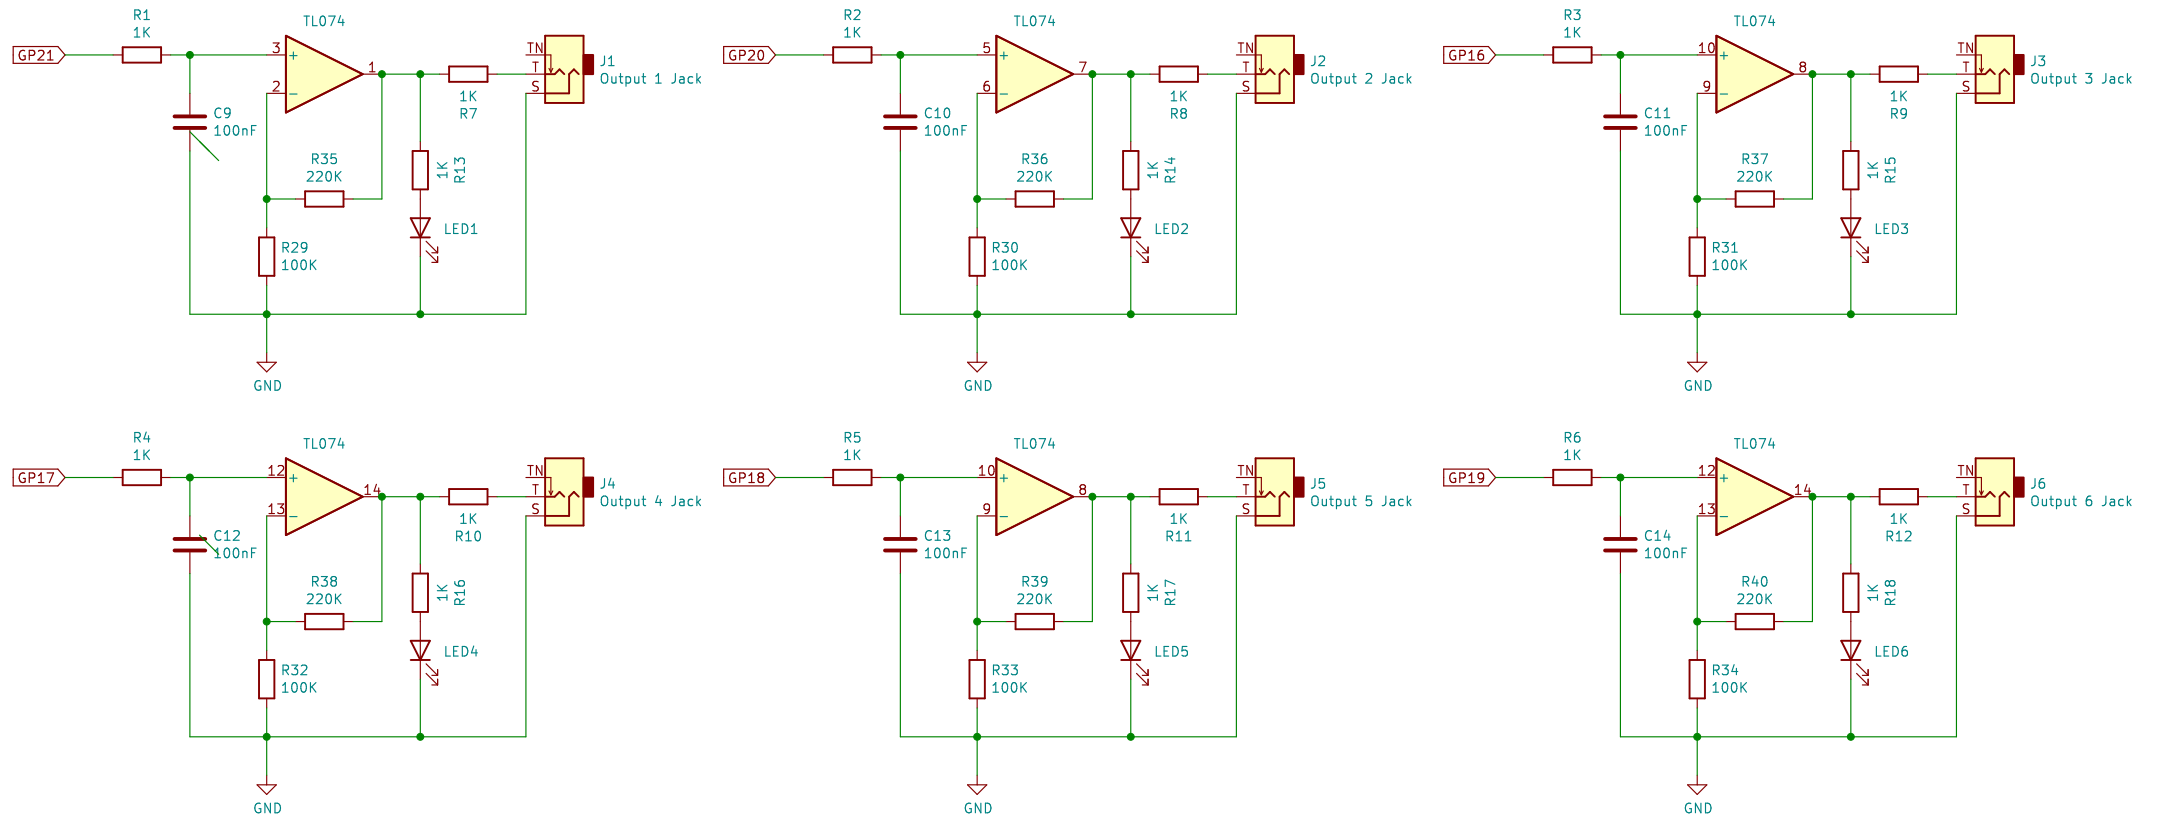 R1
1K
TL074
GP21
3
+
2
−
1
TN
T
S
J1
Output 1 Jack
1K
R7
C9
100nF
R35
220K
1K
R13
LED1
R29
100K
GND
R2
1K
TL074
GP20
5
+
6
−
7
TN
T
S
J2
Output 2 Jack
1K
R8
C10
100nF
R36
220K
1K
R14
LED2
R30
100K
GND
R3
1K
TL074
GP16
10
+
9
−
8
TN
T
S
J3
Output 3 Jack
1K
R9
C11
100nF
R37
220K
1K
R15
LED3
R31
100K
GND
R4
1K
TL074
GP17
12
+
13
−
14
TN
T
S
J4
Output 4 Jack
1K
R10
C12
100nF
R38
220K
1K
R16
LED4
R32
100K
GND
R5
1K
TL074
GP18
10
+
9
−
8
TN
T
S
J5
Output 5 Jack
1K
R11
C13
100nF
R39
220K
1K
R17
LED5
R33
100K
GND
R6
1K
TL074
GP19
12
+
13
−
14
TN
T
S
J6
Output 6 Jack
1K
R12
C14
100nF
R40
220K
1K
R18
LED6
R34
100K
GND